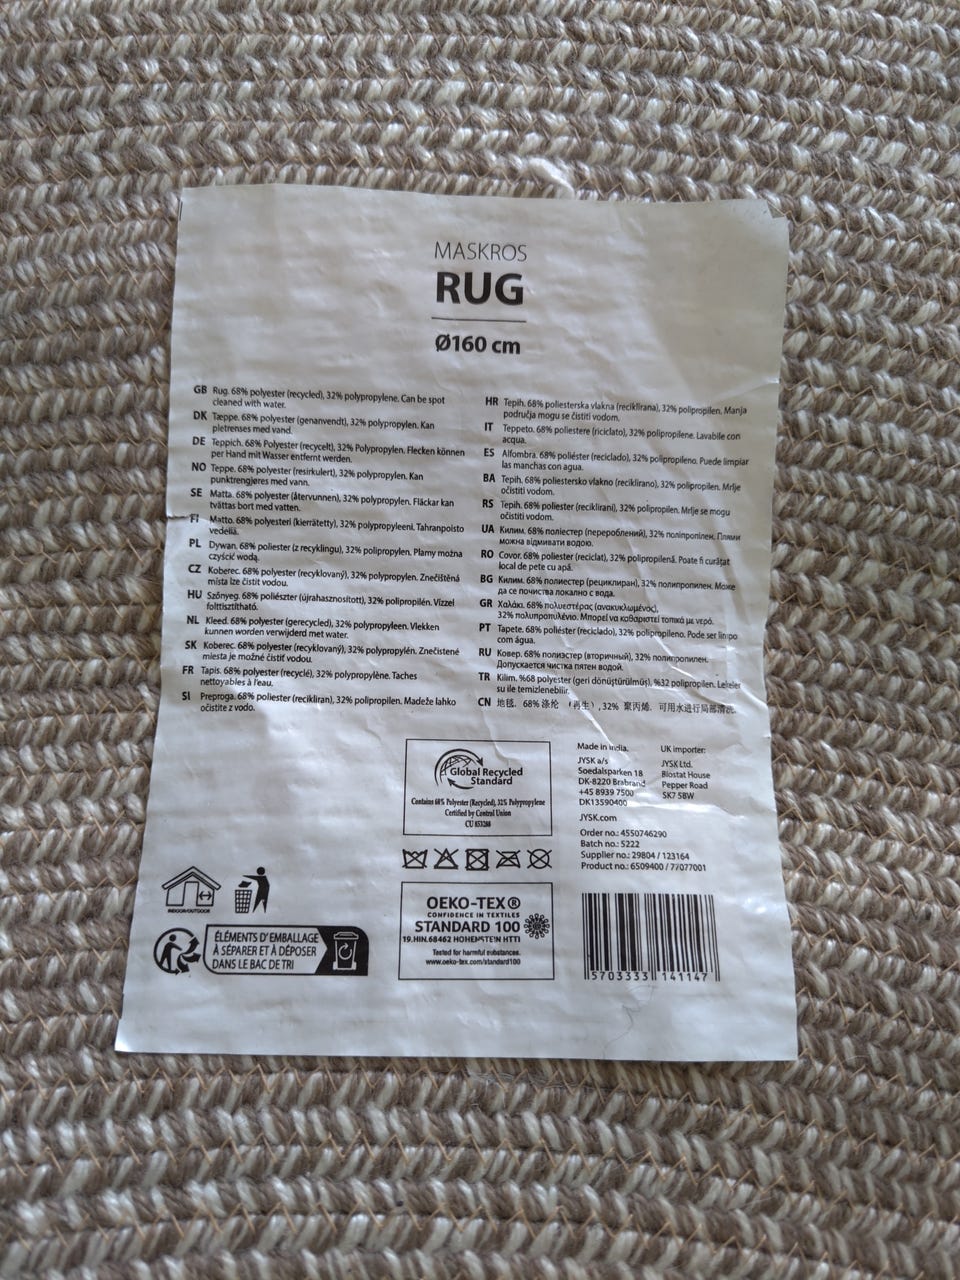 MASKROS
RUG
Ø160 cm
GB Rug. 68% polyester (recycled), 32% polypropylene. Can be spot
cleaned with water.
DK Tæppe. 68% polyester (genanvendt), 32% polypropylen. Kan
pletrenses med vand.
DE Teppich. 68% Polyester (recycelt), 32% Polypropylen. Flecken können
per Hand mit Wasser entfernt werden.
NO Teppe. 68% polyester (resirkulert), 32% polypropylen. Kan
punktrengjøres med vann.
SE Matta. 68% polyester (återvunnen), 32% polypropylen. Fläckar kan
tvättas bort med vatten.
FI Matto. 68% polyesteri (kierrätetty), 32% polypropyleeni. Tahranpoisto
vedellä.
PL Dywan. 68% poliester (z recyklingu), 32% polipropylen. Plamy można
czyścić wodą.
CZ Koberec. 68% polyester (recyklovaný), 32% polypropylen. Znečištěná
místa lze čistit vodou.
HU Szőnyeg. 68% poliészter (újrahasznosított), 32% polipropilén. Vízzel
folttisztítható.
NL Kleed. 68% polyester (gerecycled), 32% polypropyleen. Vlekken
kunnen worden verwijderd met water.
SK Koberec. 68% polyester (recyklovaný), 32% polypropylén. Znečistené
miesta je možné čistiť vodou.
FR Tapis. 68% polyester (recyclé), 32% polypropylène. Taches
nettoyables à l'eau.
SI Preproga. 68% poliester (recikliran), 32% polipropilen. Madeže lahko
očistite z vodo.
HR Tepih. 68% poliesterska vlakna (reciklirana), 32% polipropilen. Manja
područja mogu se čistiti vodom.
IT Teppeto. 68% poliestere (riciclato), 32% polipropilene. Lavabile con
acqua.
ES Alfombra. 68% poliéster (reciclado), 32% polipropileno. Puede limpiar
las manchas con agua.
BA Tepih. 68% poliestersko vlakno (reciklirano), 32% polipropilen. Mrlje
očistiti vodom.
RS Tepih. 68% poliester (reciklirani), 32% polipropilen. Mrlje se mogu
očistiti vodom.
UA Килим. 68% поліестер (перероблений), 32% поліпропілен. Плями
можна відмивати водою.
RO Covor. 68% poliester (reciclat), 32% polipropilenă. Poate fi curățat
local de pete cu apă.
BG Килим. 68% полиестер (рециклиран), 32% полипропилен. Може
да се почиства локално с вода.
GR Χαλάκι. 68% πολυεστέρας (ανακυκλωμένος),
32% πολυπροπυλένιο. Μπορεί να καθαριστεί τοπικά με νερό.
PT Tapete. 68% poliéster (reciclado), 32% polipropileno. Pode ser limpo
com água.
RU Ковер. 68% полиэстер (вторичный), 32% полипропилен.
Допускается чистка пятен водой.
TR Kilim. %68 polyester (geri dönüştürülmüş), %32 polipropilen. Lekeler
su ile temizlenebilir.
CN 地毯. 68% 涤纶 （再生）, 32% 聚丙烯. 可用水进行局部清洗.
Global Recycled
Standard
Contains 68% Polyester (Recycled), 32% Polypropylene
Certified by Control Union
CU 853288
Made in India.
JYSK a/s
Soedalsparken 18
DK-8220 Brabrand
+45 8939 7500
DK13590400
JYSK.com
UK importer:
JYSK Ltd.
Biostat House
Pepper Road
SK7 5BW
Order no.: 4550746290
Batch no.: 5222
Supplier no.: 29804 / 123164
Product no.: 6509400 / 77077001
INDOOR/OUTDOOR
ÉLÉMENTS D'EMBALLAGE
À SÉPARER ET À DÉPOSER
DANS LE BAC DE TRI
OEKO-TEX®
CONFIDENCE IN TEXTILES
STANDARD 100
19.HIN.68462 HOHENSTEIN HTTI
Tested for harmful substances.
www.oeko-tex.com/standard100
5703333 141147